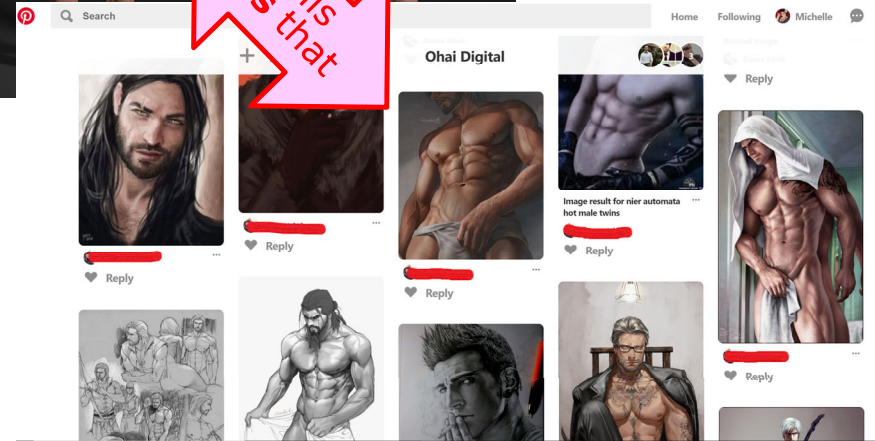 his
s that
Search
Home
Following
Michelle
Ohai Digital
Reply
Reply
Reply
Reply
Image result for nier automata
hot male twins
Reply
Reply